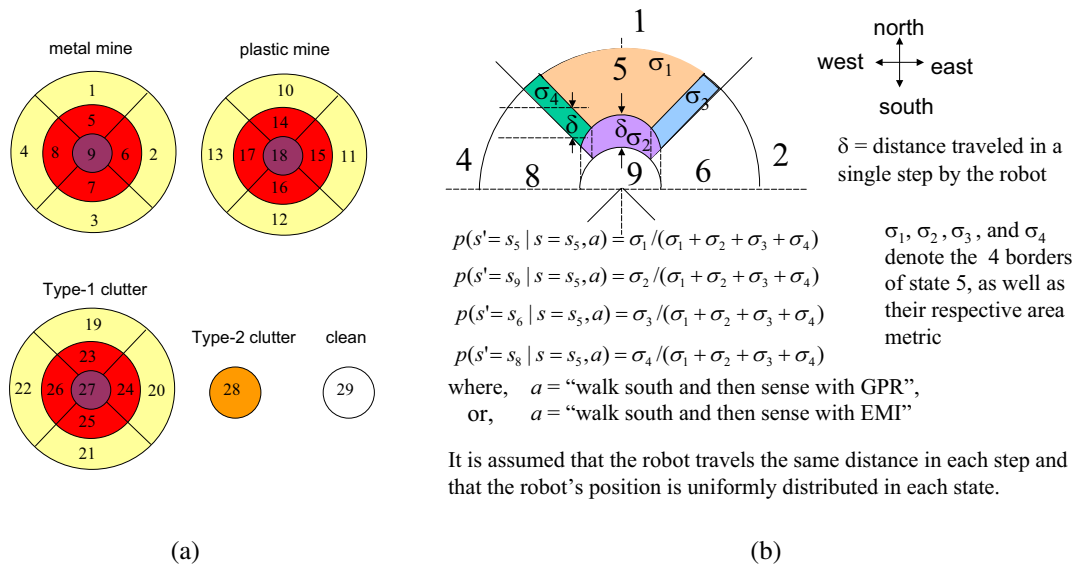 metal mine
plastic mine
1
5
4 8 9 6 2
7
3
10
14
13 17 18 15 11
16
12
Type-1 clutter
19
23
22 26 27 24 20
25
21
Type-2 clutter
28
clean
29
(a)
1
5 σ₁
σ₄ σ₃
δ δ σ₂
4 8 9 6 2
north
west east
south
δ = distance traveled in a
single step by the robot
p(s'= s₅ | s = s₅, a) = σ₁ /(σ₁ + σ₂ + σ₃ + σ₄)
p(s'= s₉ | s = s₅, a) = σ₂ /(σ₁ + σ₂ + σ₃ + σ₄)
p(s'= s₆ | s = s₅, a) = σ₃ /(σ₁ + σ₂ + σ₃ + σ₄)
p(s'= s₈ | s = s₅, a) = σ₄ /(σ₁ + σ₂ + σ₃ + σ₄)
σ₁, σ₂ , σ₃, and σ₄
denote the 4 borders
of state 5, as well as
their respective area
metric
where, a = “walk south and then sense with GPR”,
or, a = “walk south and then sense with EMI”
It is assumed that the robot travels the same distance in each step and
that the robot’s position is uniformly distributed in each state.
(b)